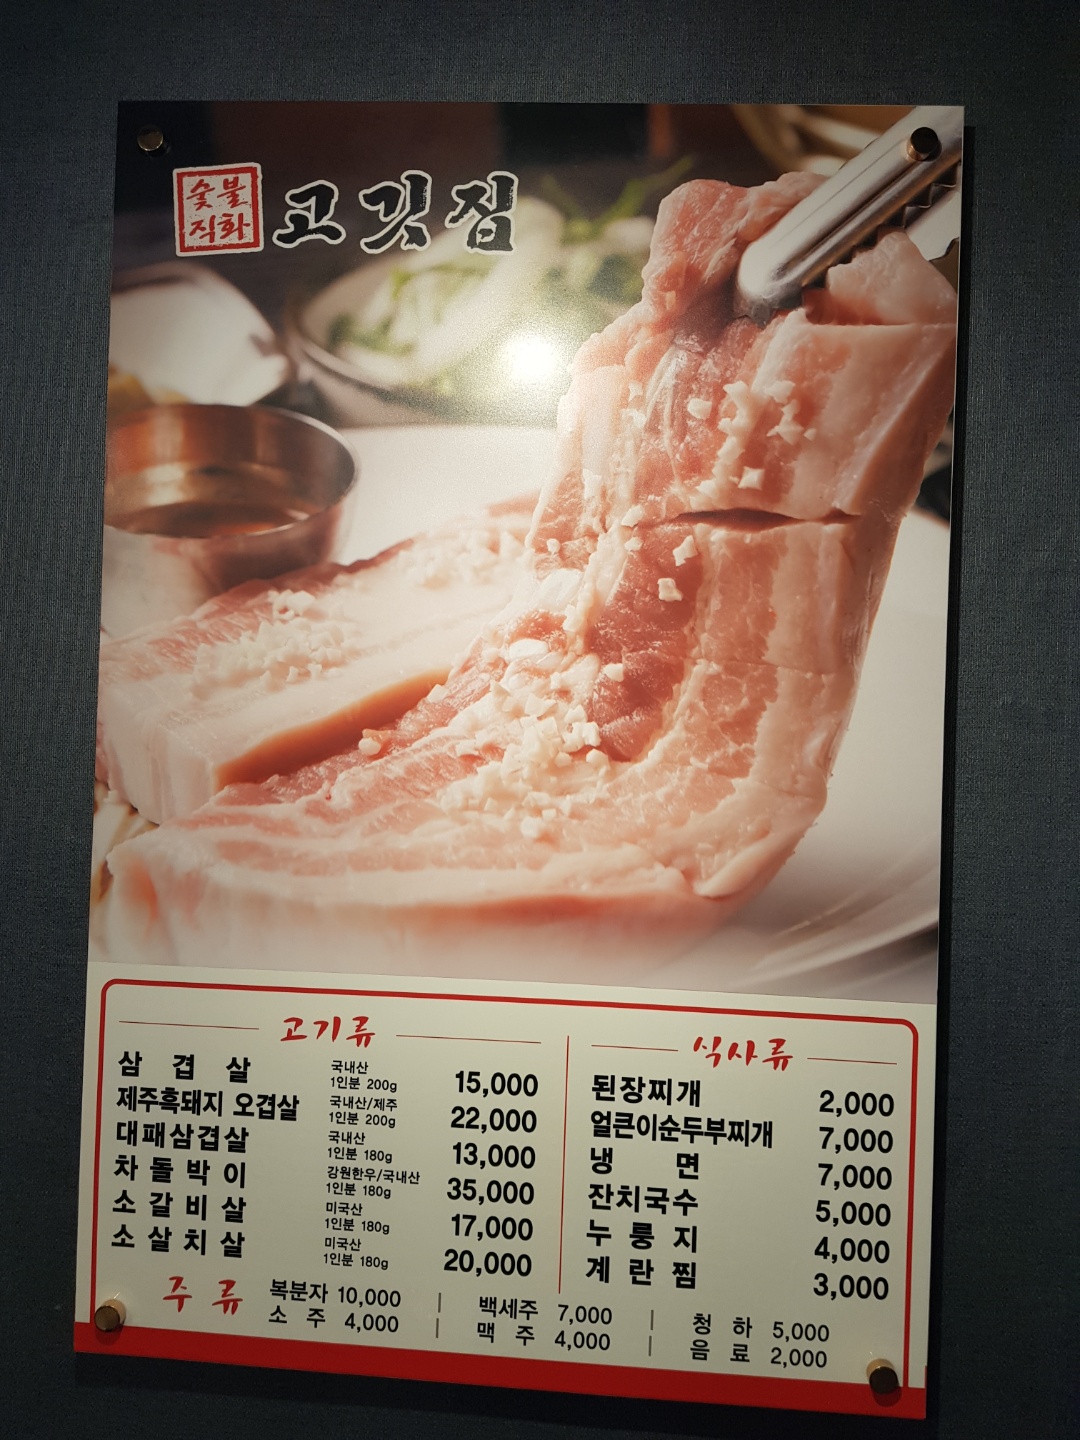 숯불
직화
고깃집
고기류
삼겹살 국내산 1인분 200g 15,000
제주흑돼지 오겹살 국내산/제주 1인분 200g 22,000
대패삼겹살 국내산 1인분 180g 13,000
차돌박이 강원한우/국내산 1인분 180g 35,000
소갈비살 미국산 1인분 180g 17,000
소살치살 미국산 1인분 180g 20,000
식사류
된장찌개 2,000
얼큰이순두부찌개 7,000
냉면 7,000
잔치국수 5,000
누룽지 4,000
계란찜 3,000
주류
복분자 10,000 | 백세주 7,000 | 청하 5,000
소주 4,000 | 맥주 4,000 | 음료 2,000